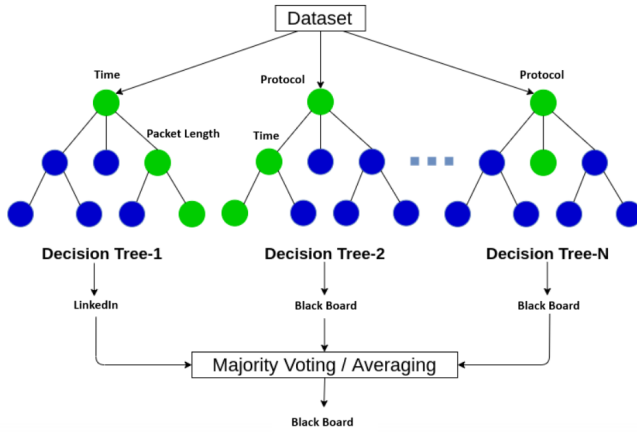 Dataset
Time
Protocol
Protocol
Packet Length
Time
Decision Tree-1
Decision Tree-2
Decision Tree-N
LinkedIn
Black Board
Black Board
Majority Voting / Averaging
Black Board